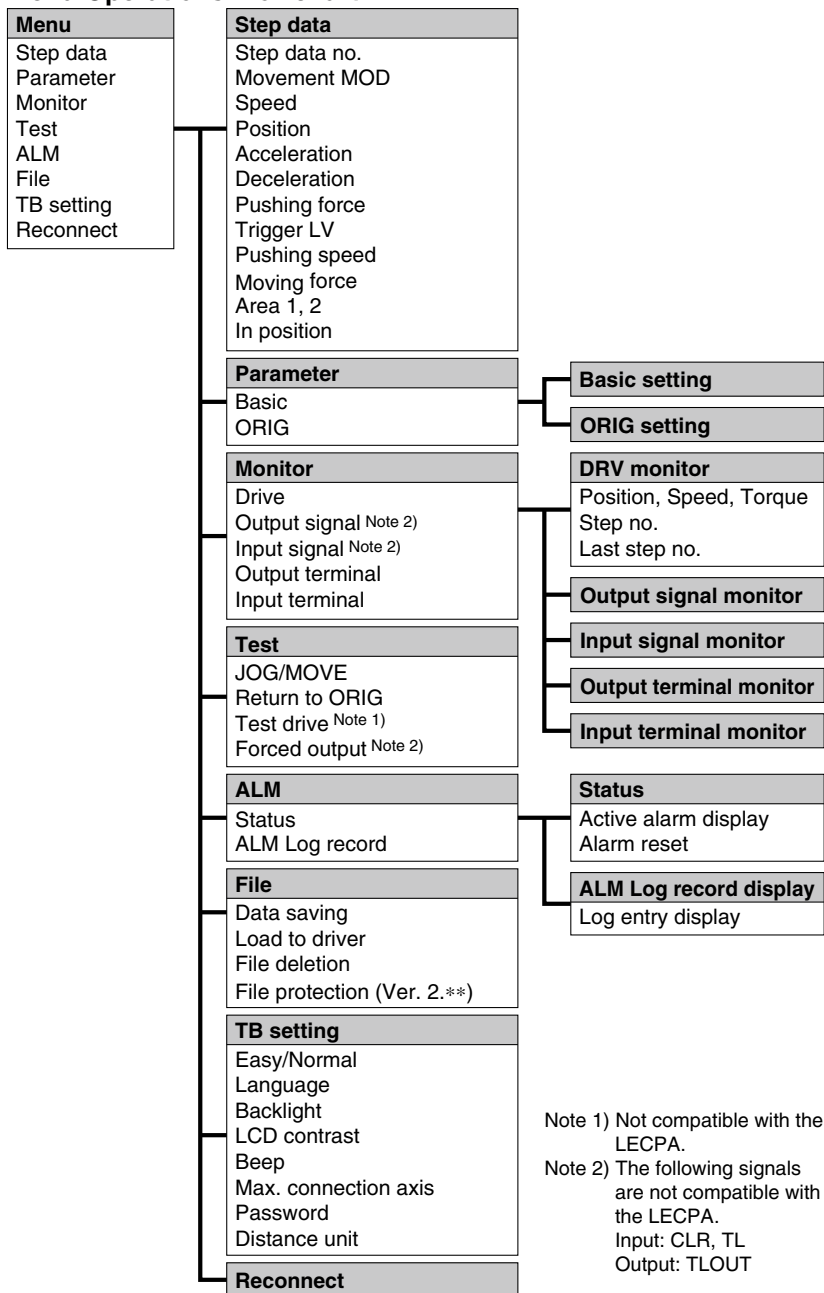 Menu
Step data
Parameter
Monitor
Test
ALM
File
TB setting
Reconnect
Step data
Step data no.
Movement MOD
Speed
Position
Acceleration
Deceleration
Pushing force
Trigger LV
Pushing speed
Moving force
Area 1, 2
In position
Parameter
Basic
ORIG
Basic setting
ORIG setting
Monitor
Drive
Output signal Note 2)
Input signal Note 2)
Output terminal
Input terminal
DRV monitor
Position, Speed, Torque
Step no.
Last step no.
Output signal monitor
Input signal monitor
Output terminal monitor
Input terminal monitor
Test
JOG/MOVE
Return to ORIG
Test drive Note 1)
Forced output Note 2)
ALM
Status
ALM Log record
Status
Active alarm display
Alarm reset
ALM Log record display
Log entry display
File
Data saving
Load to driver
File deletion
File protection (Ver. 2.**)
TB setting
Easy/Normal
Language
Backlight
LCD contrast
Beep
Max. connection axis
Password
Distance unit
Reconnect
Note 1) Not compatible with the
LECPA.
Note 2) The following signals
are not compatible with
the LECPA.
Input: CLR, TL
Output: TLOUT